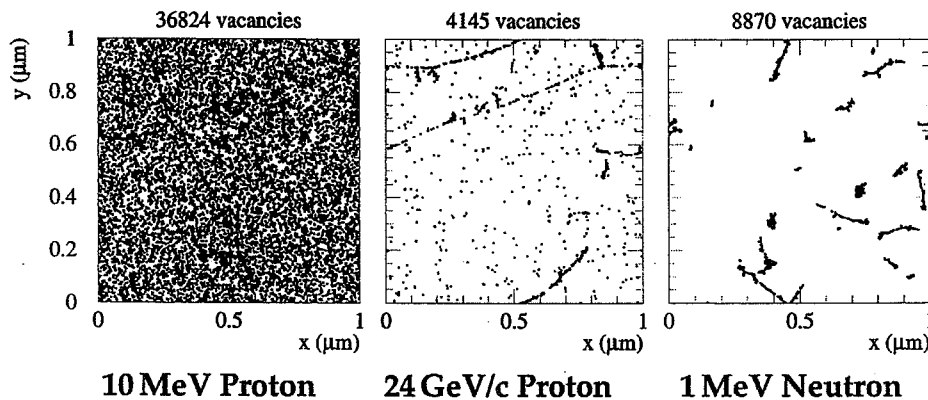 36824 vacancies
4145 vacancies
8870 vacancies
y (μm)
1
0.8
0.6
0.4
0.2
0
0 0.5 1
0 0.5 1
0 0.5 1
x (μm)
x (μm)
x (μm)
10 MeV Proton
24 GeV/c Proton
1 MeV Neutron